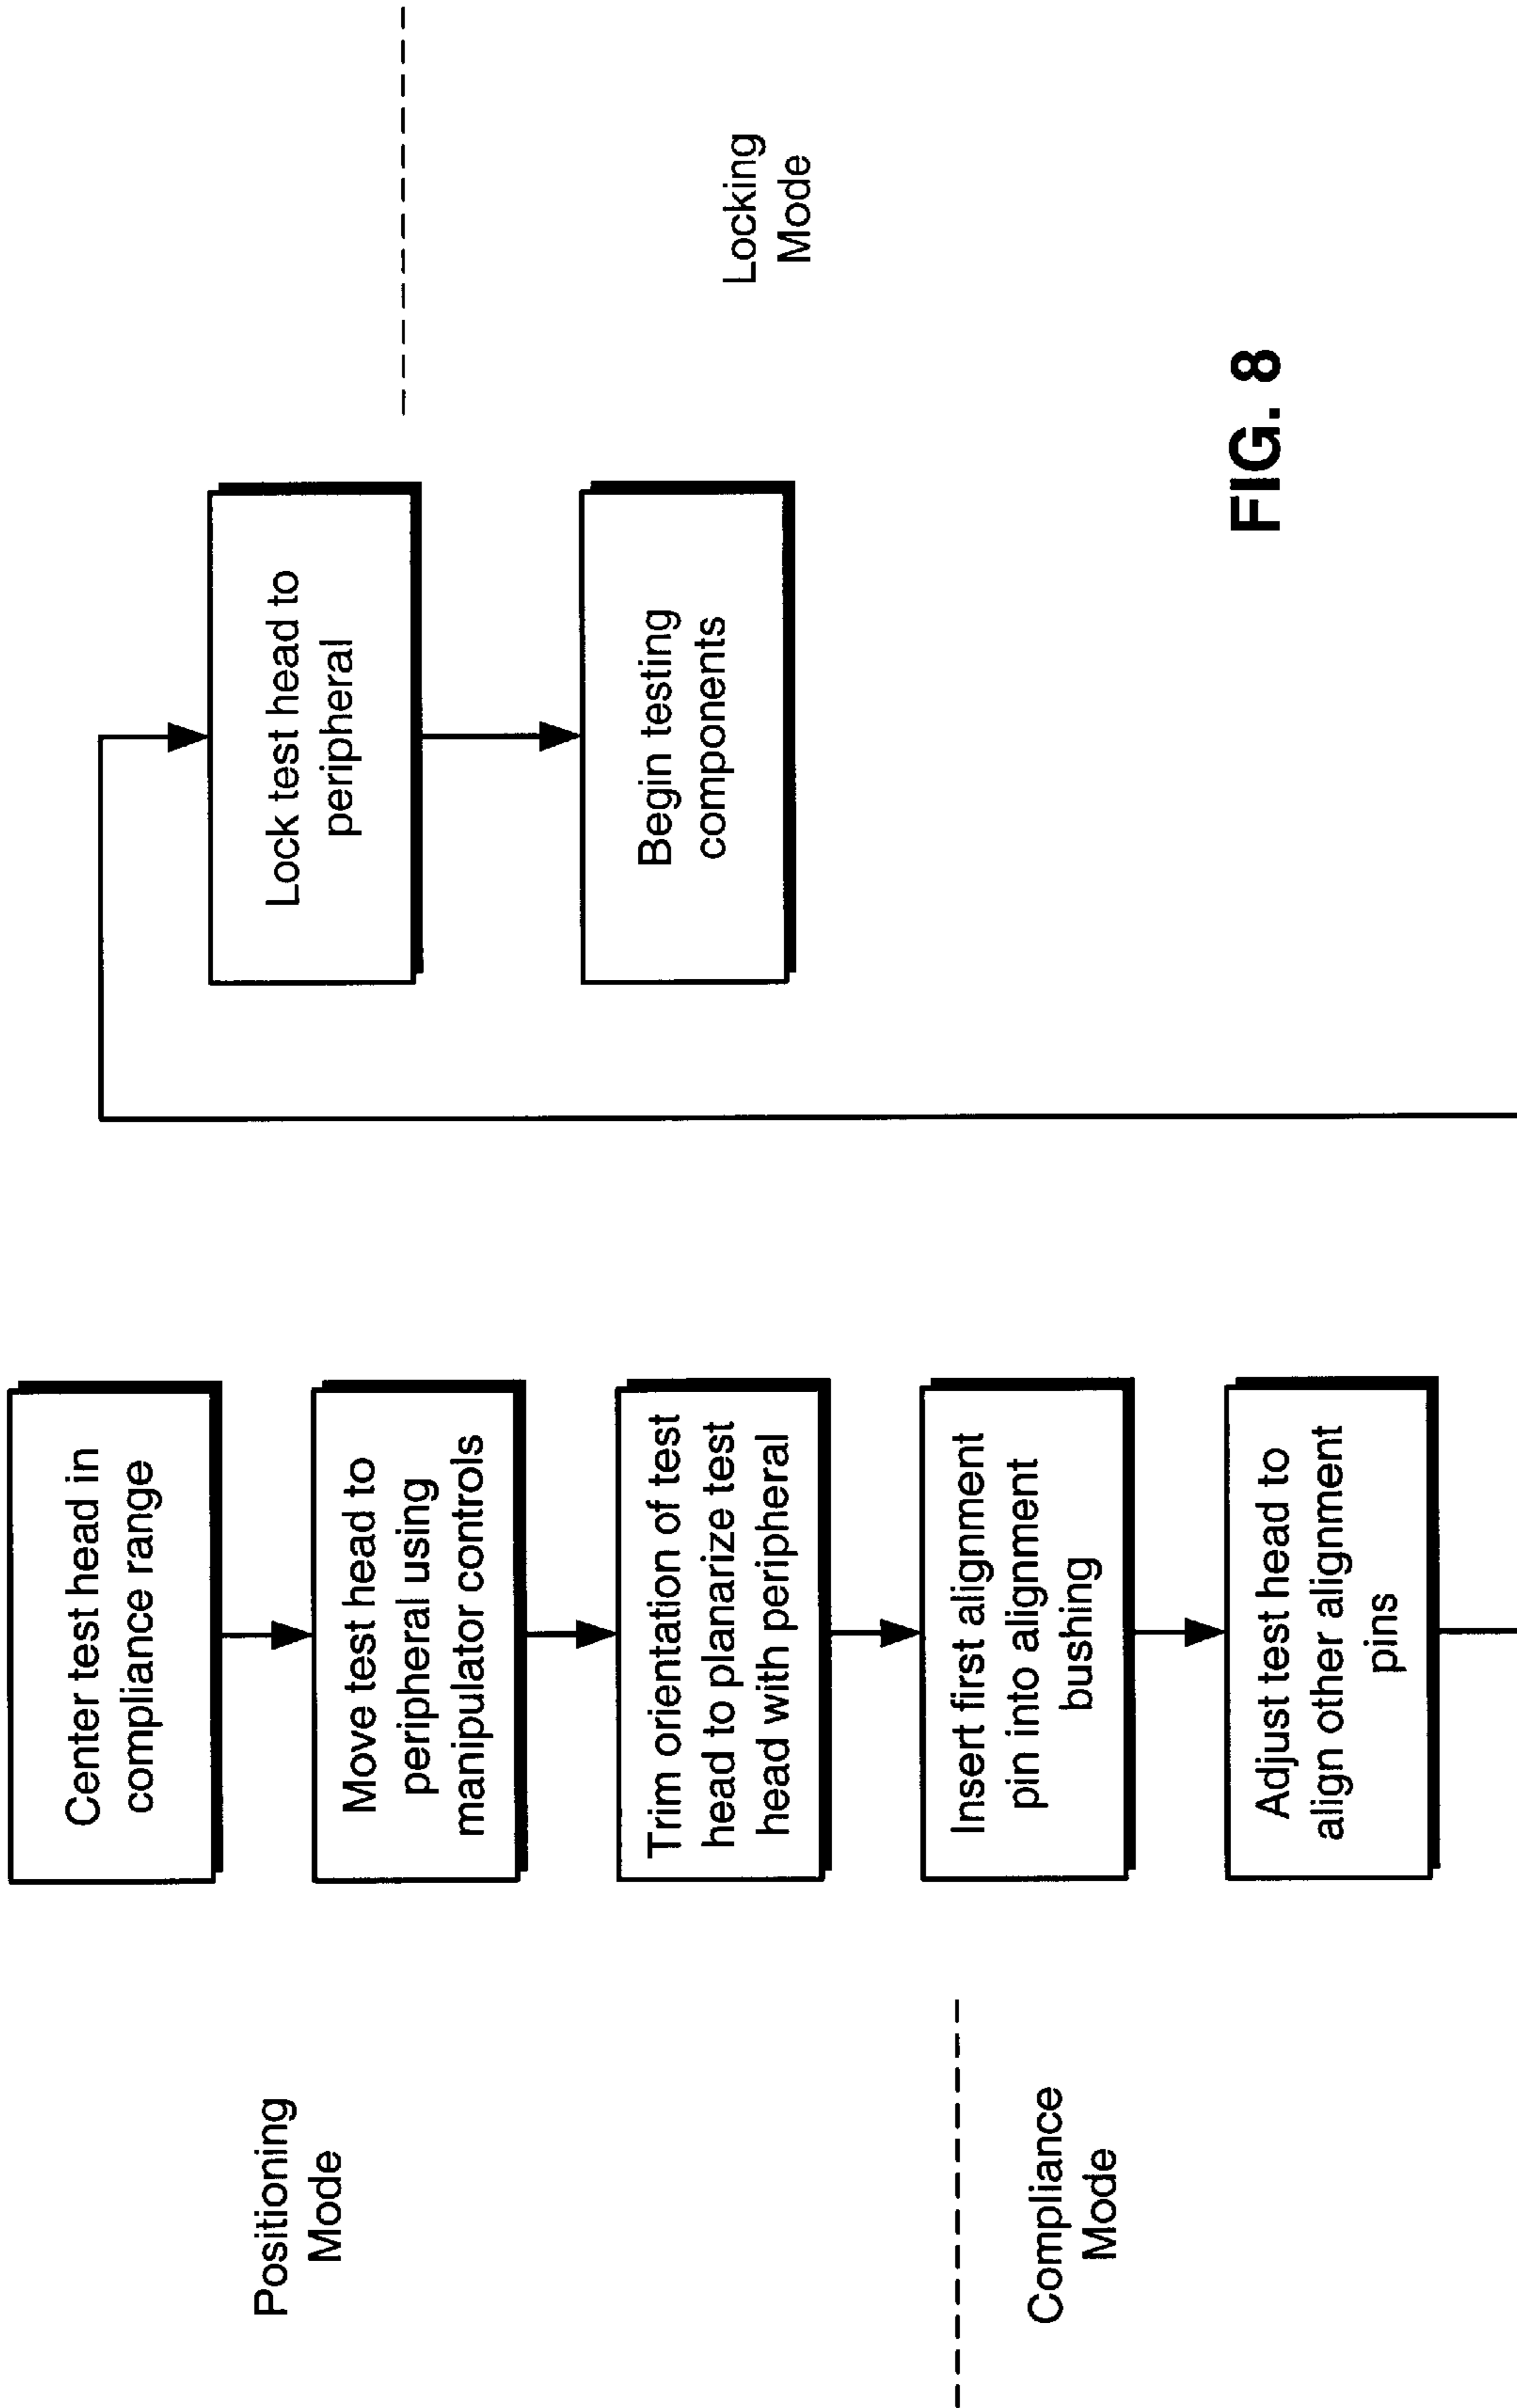 Positioning
Mode
Center test head in
compliance range
Move test head to
peripheral using
manipulator controls
Trim orientation of test
head to planarize test
head with peripheral
Compliance
Mode
Insert first alignment
pin into alignment
bushing
Adjust test head to
align other alignment
pins
Lock test head to
peripheral
Begin testing
components
Locking
Mode
FIG. 8